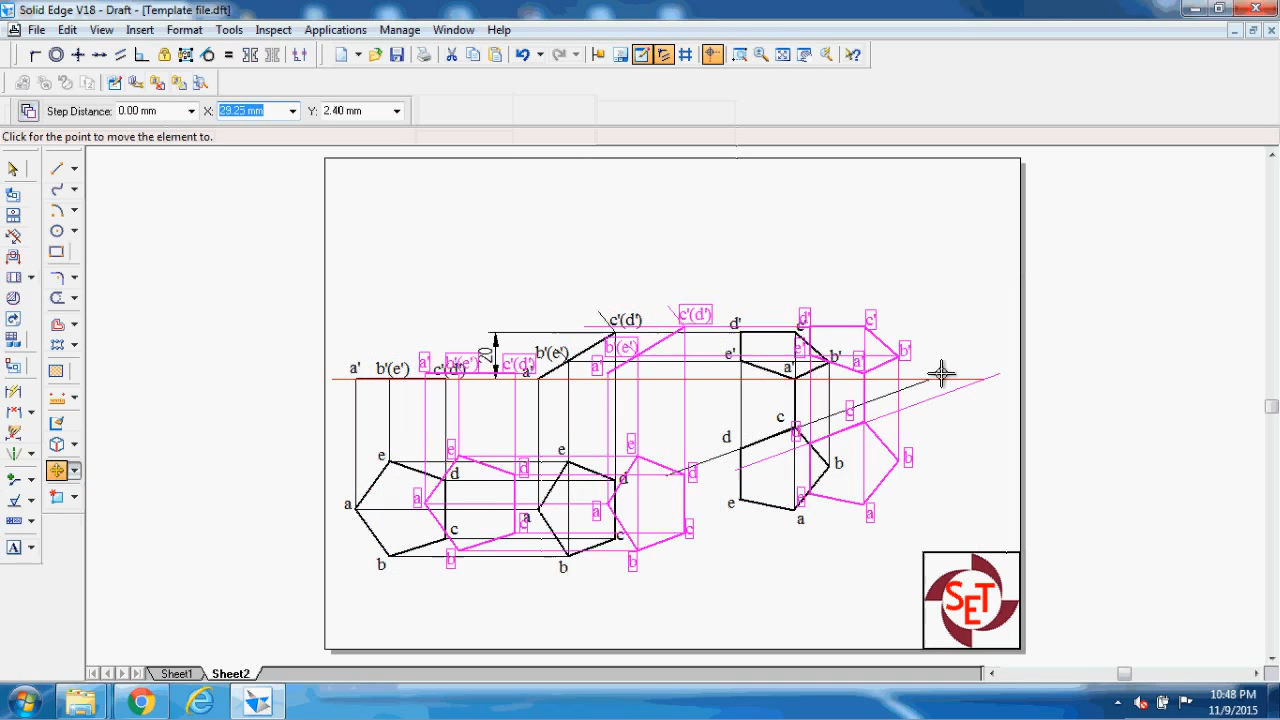 Solid Edge V18 - Draft - [Template file.dft]
File Edit View Insert Format Tools Inspect Applications Manage Window Help
Step Distance: 0.00 mm X: 29.25 mm Y: 2.40 mm
Click for the point to move the element to.
c'(d') c'(d') d' c' d' c'
20 b'(e') b'(e') e' b' e' a' b'
a' b'(e') c'(d') a' b'(e') c'(d') a' a' a'
c c
d b
e e e e
a d d d d b b
a a a e e
c c c c a a
b b b b
SET
Sheet1 Sheet2
10:48 PM
11/9/2015